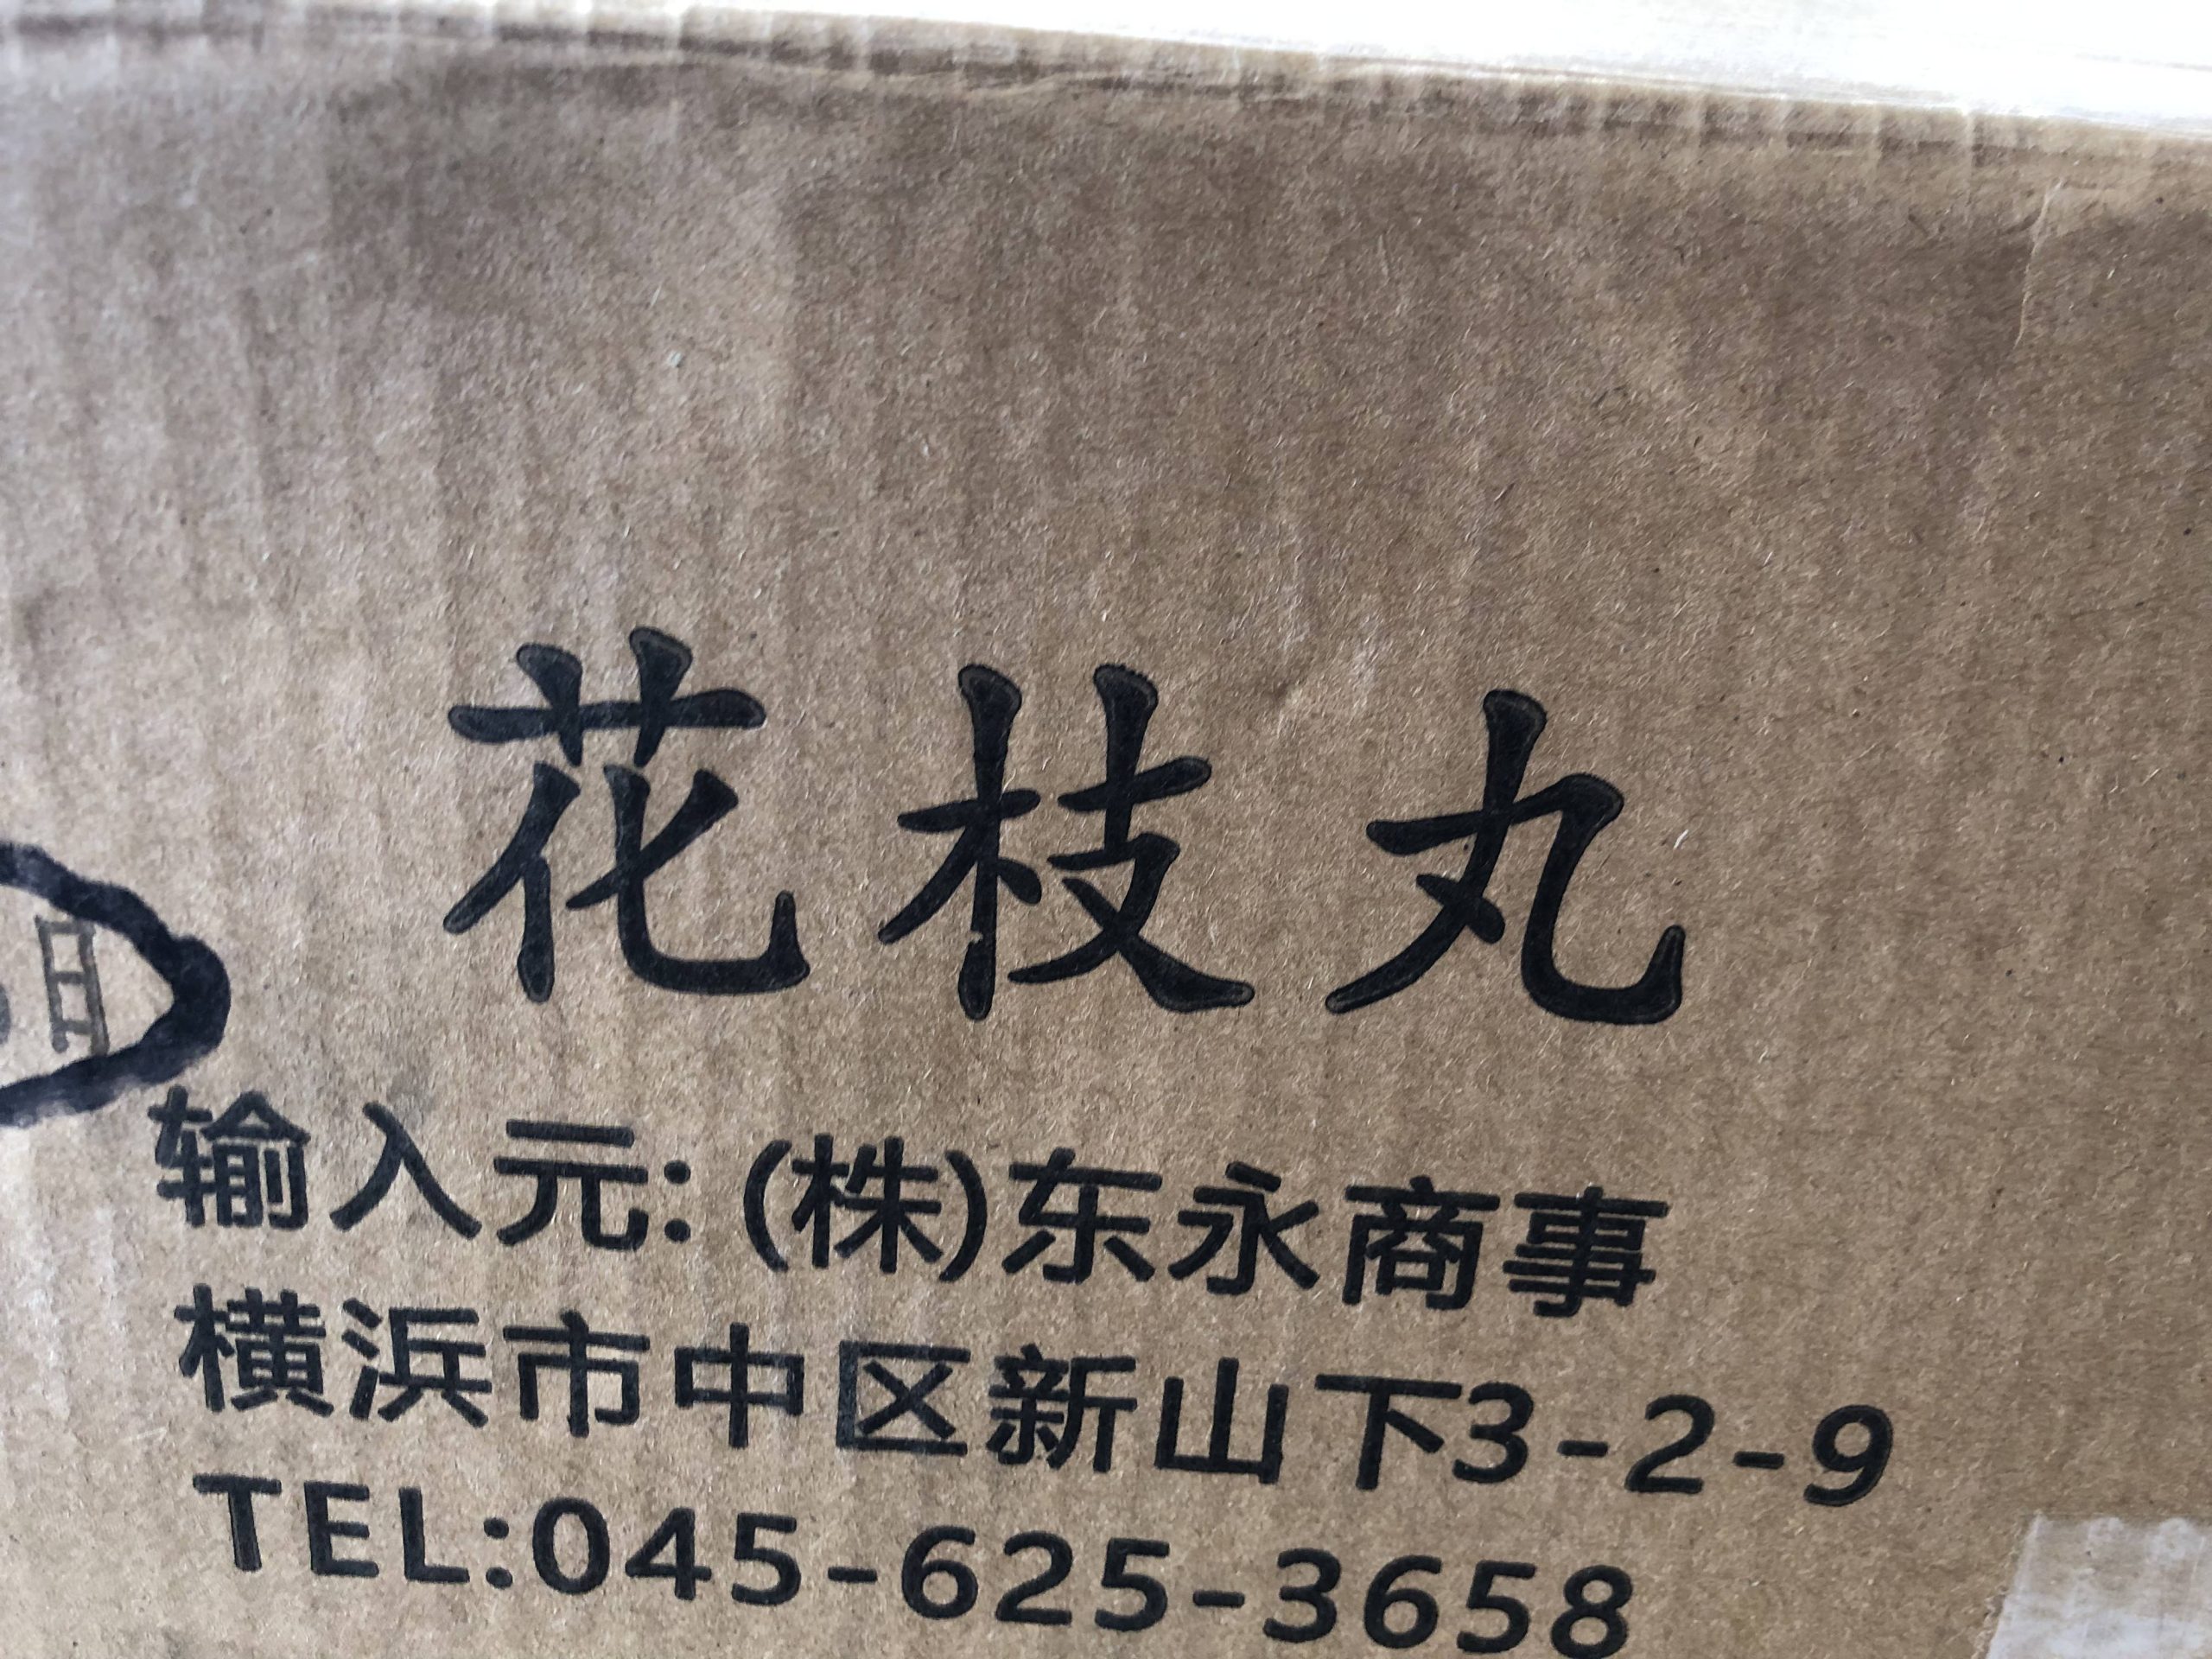 花枝丸
日
输入元:(株)东永商事
横浜市中区新山下3-2-9
TEL:045-625-3658